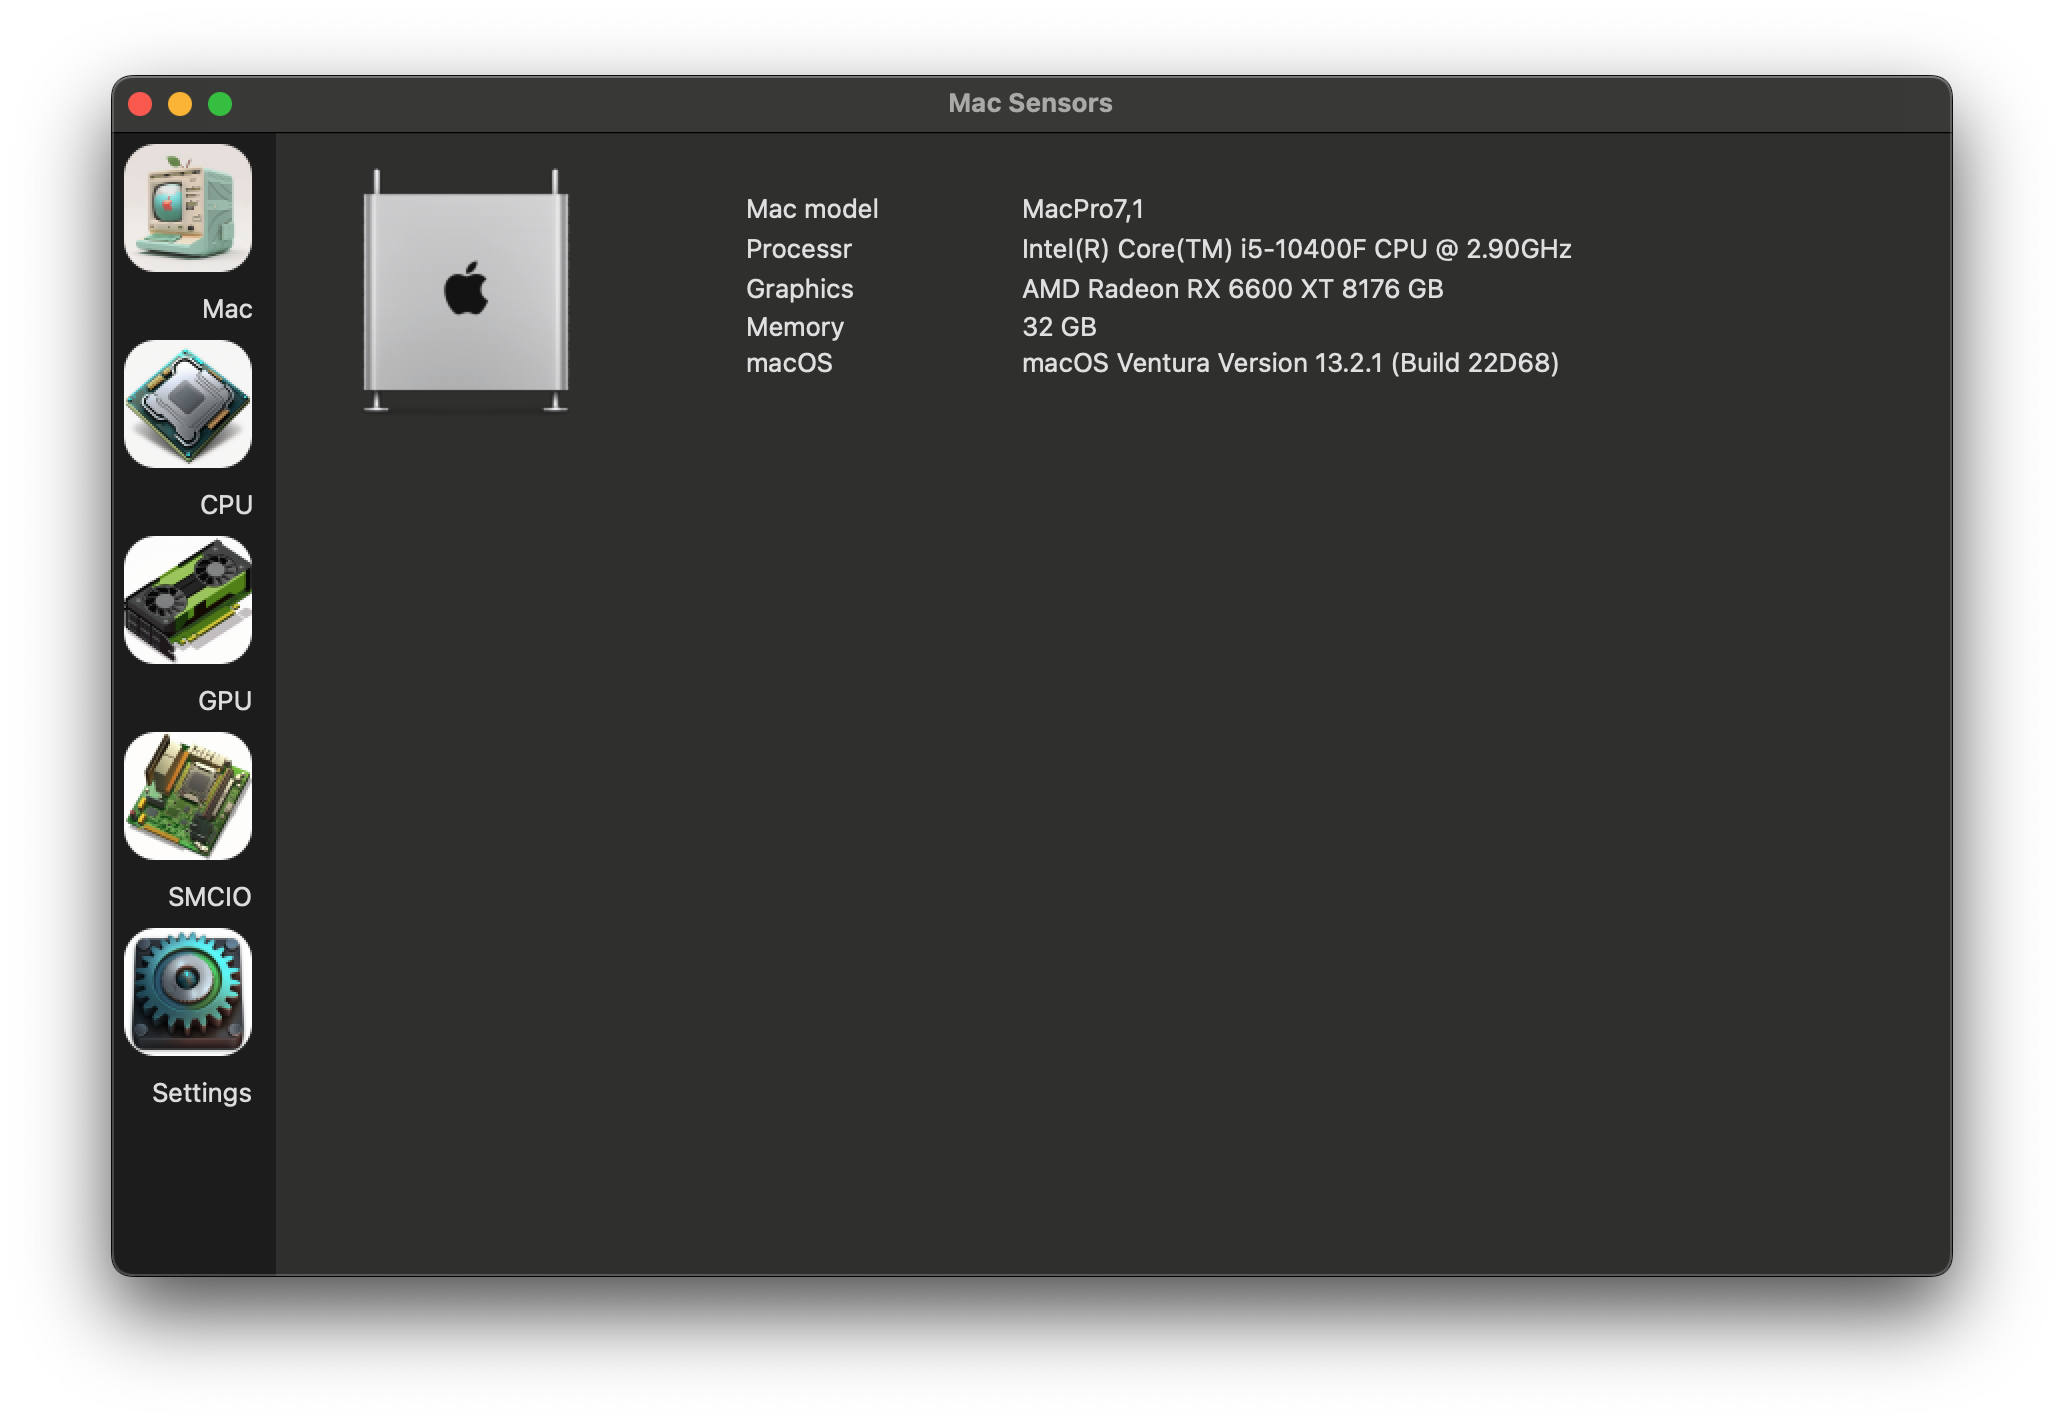 Mac Sensors
Mac
CPU
GPU
SMCIO
Settings
Mac model MacPro7,1
Processr Intel(R) Core(TM) i5-10400F CPU @ 2.90GHz
Graphics AMD Radeon RX 6600 XT 8176 GB
Memory 32 GB
macOS macOS Ventura Version 13.2.1 (Build 22D68)